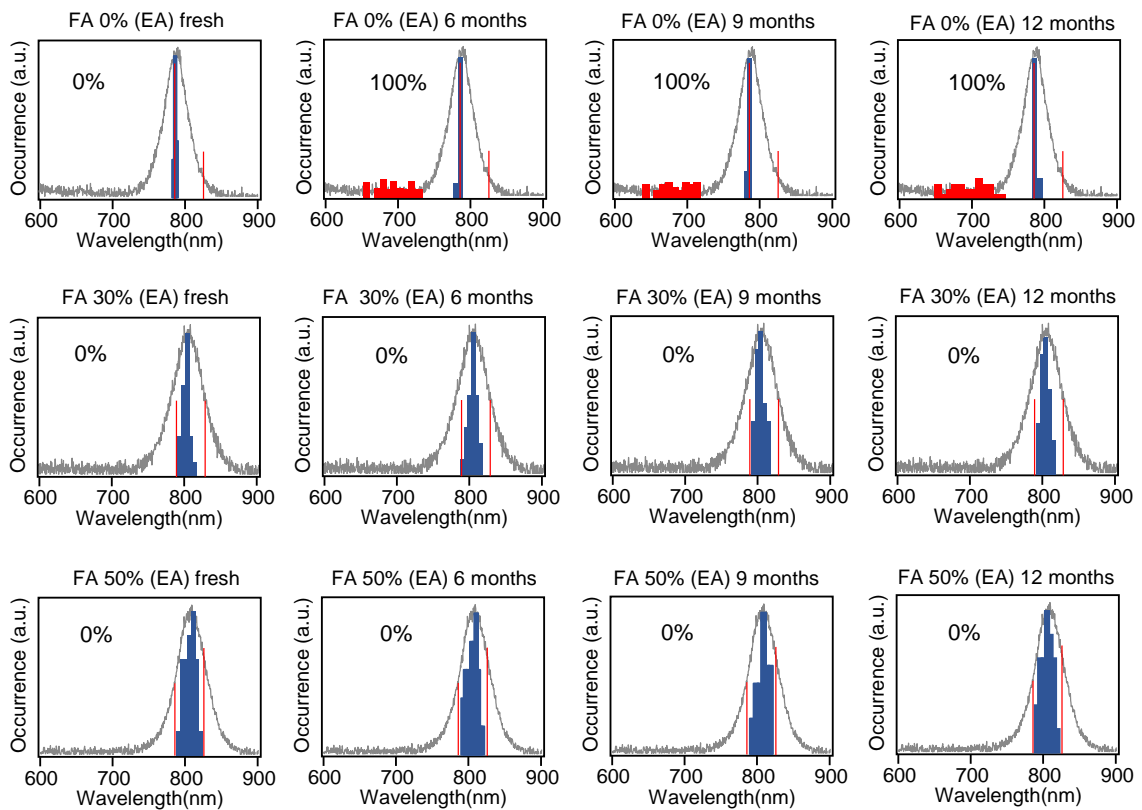 FA 0% (EA) fresh
FA 0% (EA) 6 months
FA 0% (EA) 9 months
FA 0% (EA) 12 months
Occurrence (a.u.)
0%
Occurrence (a.u.)
100%
Occurrence (a.u.)
100%
Occurrence (a.u.)
100%
600 700 800 900
600 700 800 900
600 700 800 900
600 700 800 900
Wavelength(nm)
Wavelength(nm)
Wavelength(nm)
Wavelength(nm)
FA 30% (EA) fresh
FA 30% (EA) 6 months
FA 30% (EA) 9 months
FA 30% (EA) 12 months
Occurrence (a.u.)
0%
Occurrence (a.u.)
0%
Occurrence (a.u.)
0%
Occurrence (a.u.)
0%
600 700 800 900
600 700 800 900
600 700 800 900
600 700 800 900
Wavelength(nm)
Wavelength(nm)
Wavelength(nm)
Wavelength(nm)
FA 50% (EA) fresh
FA 50% (EA) 6 months
FA 50% (EA) 9 months
FA 50% (EA) 12 months
Occurrence (a.u.)
0%
Occurrence (a.u.)
0%
Occurrence (a.u.)
0%
Occurrence (a.u.)
0%
600 700 800 900
600 700 800 900
600 700 800 900
600 700 800 900
Wavelength(nm)
Wavelength(nm)
Wavelength(nm)
Wavelength(nm)